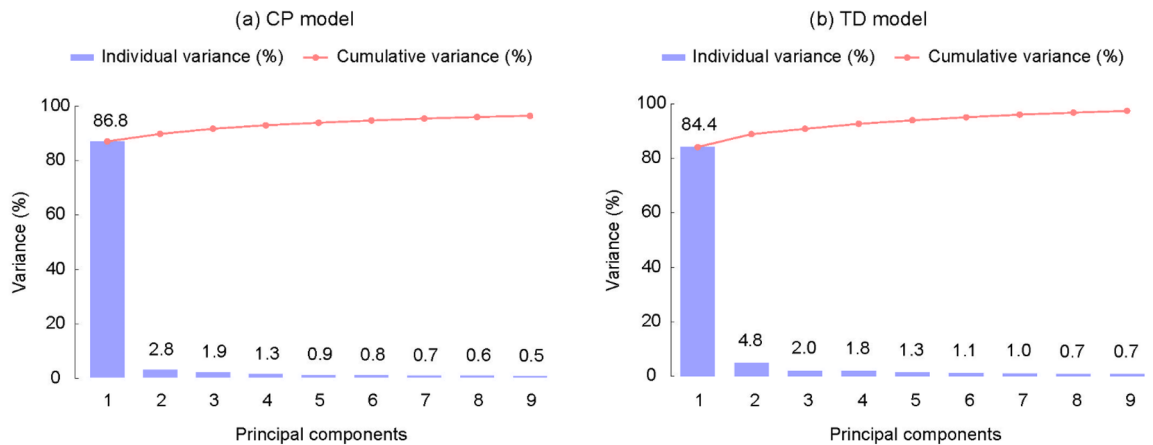 (a) CP model
Individual variance (%) Cumulative variance (%)
Variance (%)
100
80
60
40
20
0
86.8
2.8 1.9 1.3 0.9 0.8 0.7 0.6 0.5
1 2 3 4 5 6 7 8 9
Principal components
(b) TD model
Individual variance (%) Cumulative variance (%)
Variance (%)
100
80
60
40
20
0
84.4
4.8 2.0 1.8 1.3 1.1 1.0 0.7 0.7
1 2 3 4 5 6 7 8 9
Principal components